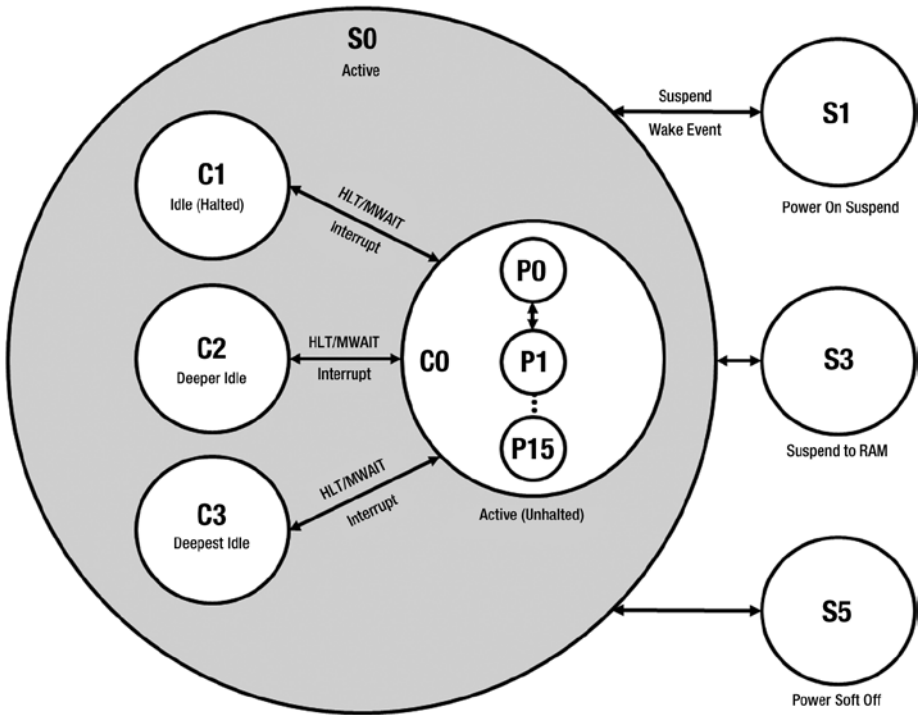 S0
Active
Suspend
Wake Event
S1
Power On Suspend
C1
Idle (Halted)
HLT/MWAIT
Interrupt
P0
C2
Deeper Idle
HLT/MWAIT
Interrupt
C0
P1
P15
Active (Unhalted)
S3
Suspend to RAM
C3
Deepest Idle
HLT/MWAIT
Interrupt
S5
Power Soft Off